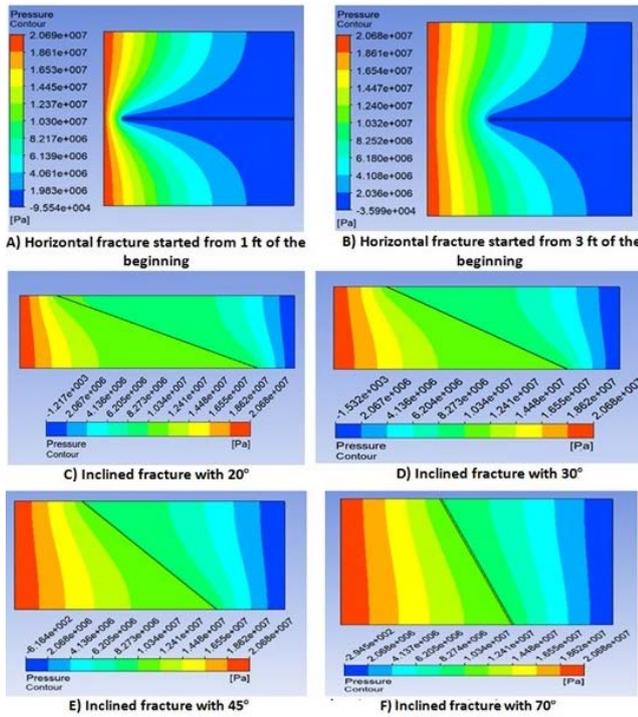 Pressure
Contour
2.069e+007
1.861e+007
1.653e+007
1.445e+007
1.237e+007
1.030e+007
8.217e+006
6.139e+006
4.061e+006
1.983e+006
-9.554e+004
[Pa]
A) Horizontal fracture started from 1 ft of the
beginning
Pressure
Contour
2.068e+007
1.861e+007
1.654e+007
1.447e+007
1.240e+007
1.032e+007
8.252e+006
6.180e+006
4.108e+006
2.036e+006
-3.599e+004
[Pa]
B) Horizontal fracture started from 3 ft of the
beginning
-1.217e+003
2.067e+006
4.136e+006
6.205e+006
8.273e+006
1.034e+007
1.241e+007
1.448e+007
1.655e+007
1.862e+007
2.068e+007
Pressure
Contour
[Pa]
C) Inclined fracture with 20°
-1.532e+003
2.067e+006
4.136e+006
6.204e+006
8.273e+006
1.034e+007
1.241e+007
1.448e+007
1.655e+007
1.862e+007
2.068e+007
Pressure
Contour
[Pa]
D) Inclined fracture with 30°
-6.164e+002
2.068e+006
4.136e+006
6.205e+006
8.273e+006
1.034e+007
1.241e+007
1.448e+007
1.655e+007
1.862e+007
2.068e+007
Pressure
Contour
[Pa]
E) Inclined fracture with 45°
-2.945e+002
2.068e+006
4.137e+006
6.205e+006
8.274e+006
1.034e+007
1.241e+007
1.448e+007
1.655e+007
1.862e+007
2.068e+007
Pressure
Contour
[Pa]
F) Inclined fracture with 70°